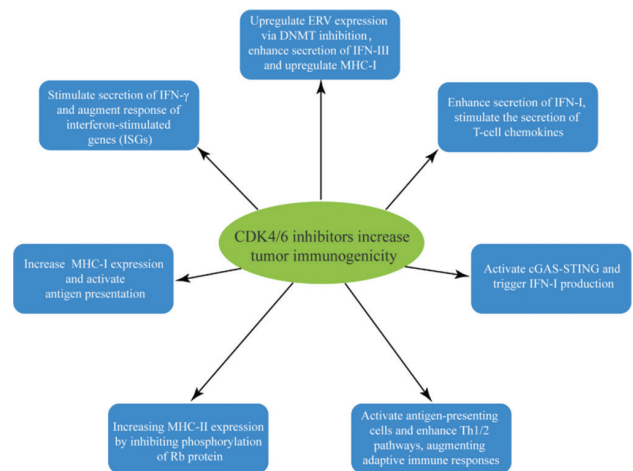 Upregulate ERV expression
via DNMT inhibition,
enhance secretion of IFN-III
and upregulate MHC-I
Stimulate secretion of IFN-γ
and augment response of
interferon-stimulated
genes (ISGs)
Enhance secretion of IFN-I,
stimulate the secretion of
T-cell chemokines
CDK4/6 inhibitors increase
tumor immunogenicity
Increase MHC-I expression
and activate
antigen presentation
Activate cGAS-STING and
trigger IFN-I production
Increasing MHC-II expression
by inhibiting phosphorylation
of Rb protein
Activate antigen-presenting
cells and enhance Th1/2
pathways, augmenting
adaptive immune responses